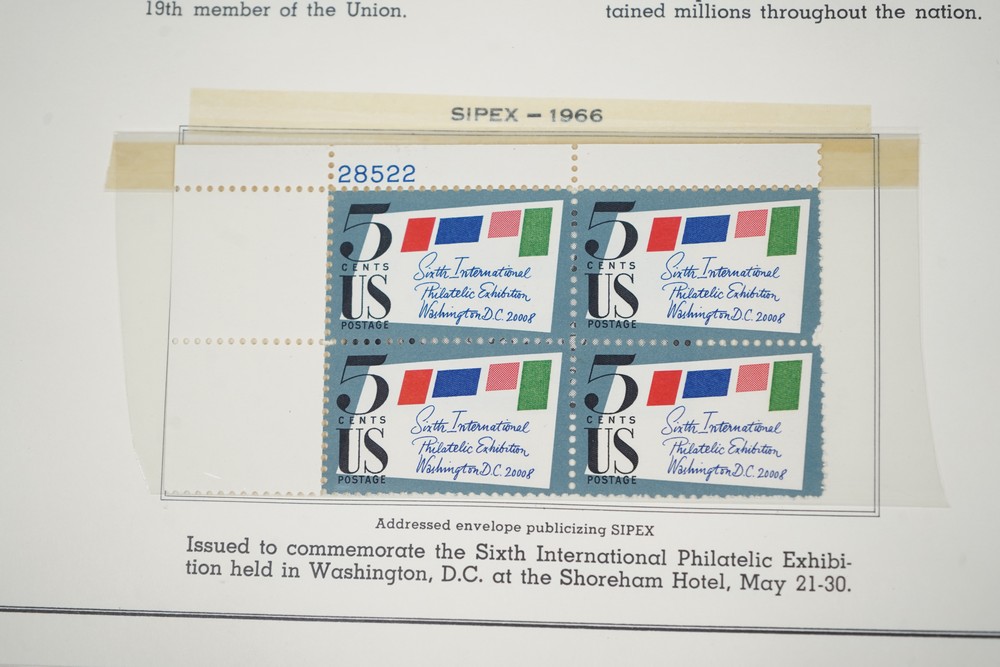 19th member of the Union.
tained millions throughout the nation.
SIPEX - 1966
28522
5
CENTS
US
POSTAGE
Sixth International
Philatelic Exhibition
Washington D.C. 20008
5
CENTS
US
POSTAGE
Sixth International
Philatelic Exhibition
Washington D.C. 20008
5
CENTS
US
POSTAGE
Sixth International
Philatelic Exhibition
Washington D.C. 20008
5
CENTS
US
POSTAGE
Sixth International
Philatelic Exhibition
Washington D.C. 20008
Addressed envelope publicizing SIPEX
Issued to commemorate the Sixth International Philatelic Exhibi-
tion held in Washington, D.C. at the Shoreham Hotel, May 21-30.